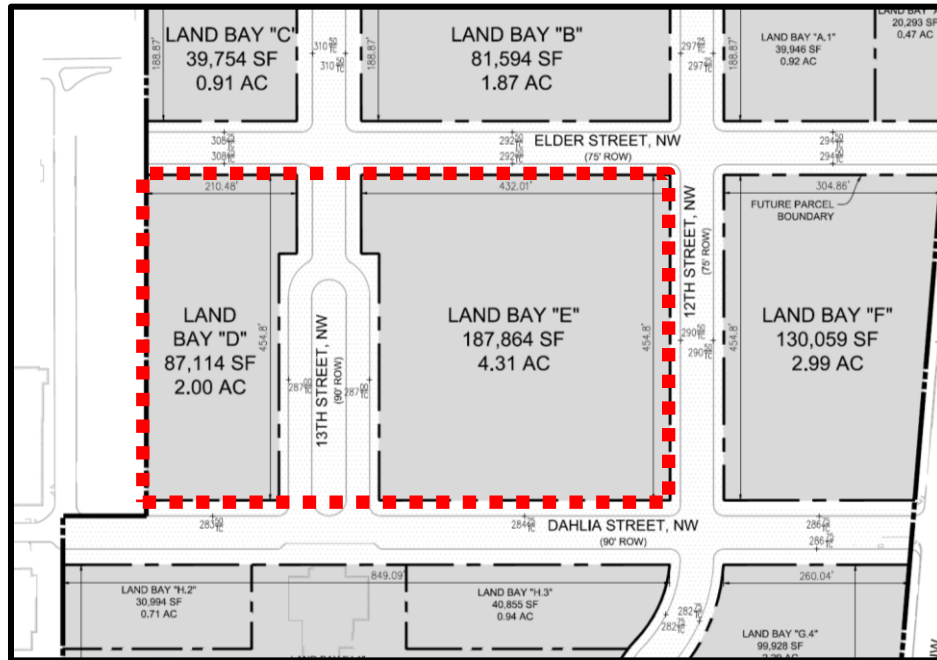 LAND BAY "C"
39,754 SF
0.91 AC
188.87'
LAND BAY "B"
81,594 SF
1.87 AC
188.87'
LAND BAY "A.1"
39,946 SF
0.92 AC
188.87'
20,293 SF
0.47 AC
ELDER STREET, NW
(75' ROW)
210.48'
432.01'
304.86'
FUTURE PARCEL
BOUNDARY
LAND
BAY "D"
87,114 SF
2.00 AC
454.8'
13TH STREET, NW
(90' ROW)
LAND BAY "E"
187,864 SF
4.31 AC
454.8'
12TH STREET, NW
(75' ROW)
LAND BAY "F"
130,059 SF
2.99 AC
454.8'
DAHLIA STREET, NW
(90' ROW)
849.09'
260.04'
LAND BAY "H.2"
30,994 SF
0.71 AC
LAND BAY "H.3"
40,855 SF
0.94 AC
LAND BAY "G.4"
99,928 SF
NW